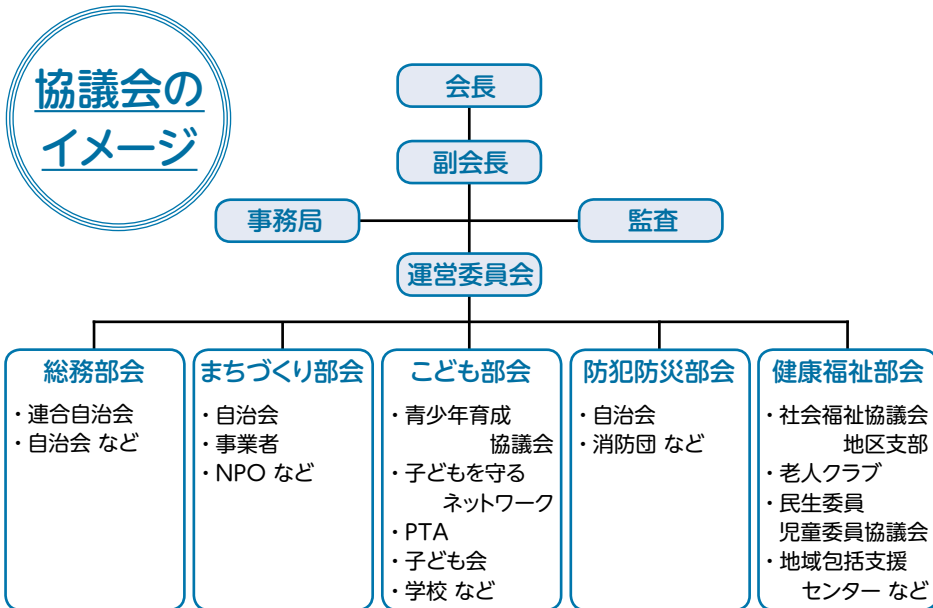 協議会の
イメージ
会長
副会長
事務局
監査
運営委員会
総務部会
・連合自治会
・自治会 など
まちづくり部会
・自治会
・事業者
・NPO など
こども部会
・青少年育成
協議会
・子どもを守る
ネットワーク
・PTA
・子ども会
・学校 など
防犯防災部会
・自治会
・消防団 など
健康福祉部会
・社会福祉協議会
地区支部
・老人クラブ
・民生委員
児童委員協議会
・地域包括支援
センター など